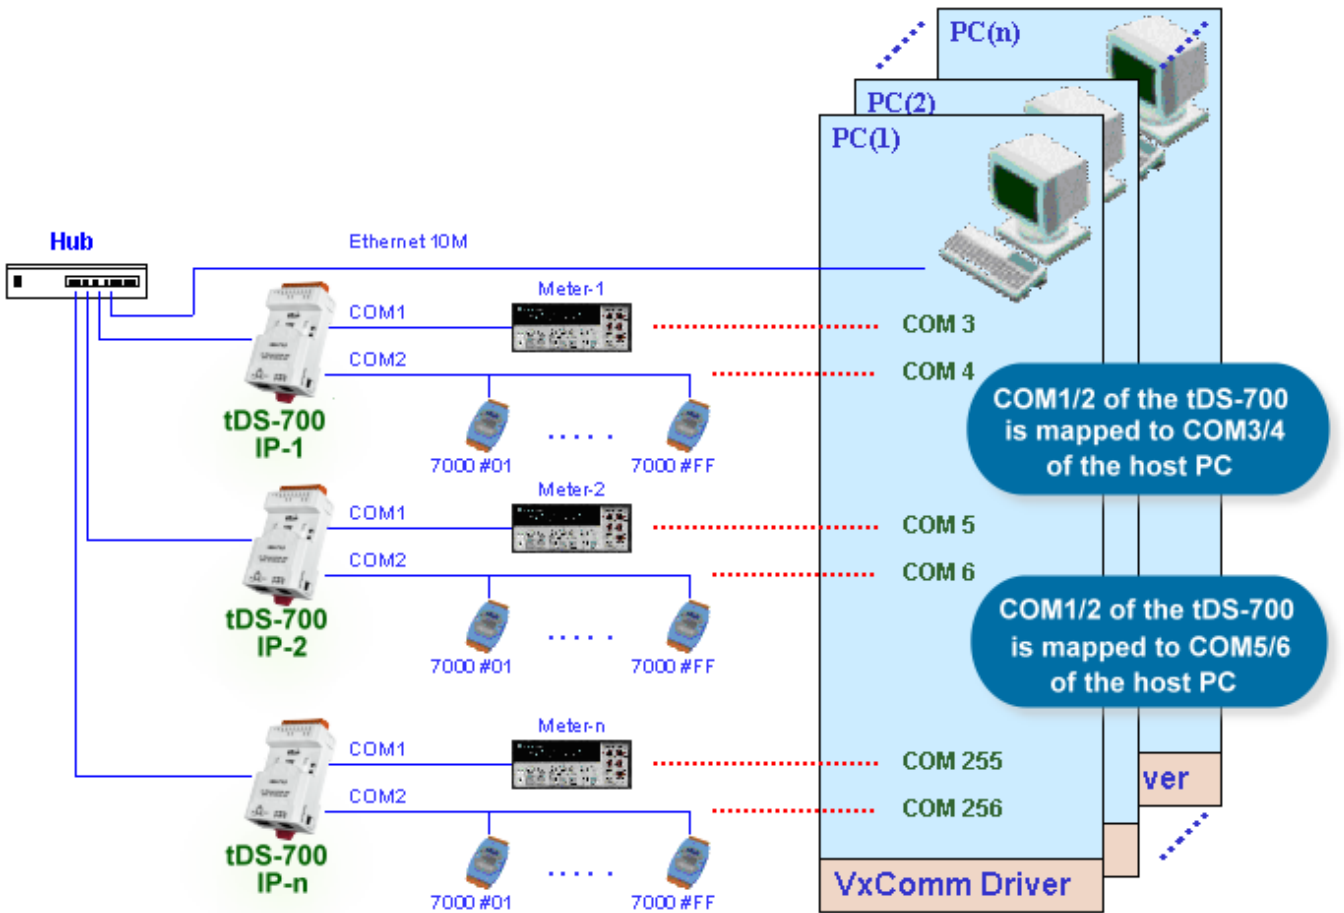 PC(n)
PC(2)
PC(1)
Hub
Ethernet 10M
COM1
Meter-1
COM 3
COM2
COM 4
tDS-700
IP-1
7000 #01
7000 #FF
COM1/2 of the tDS-700
is mapped to COM3/4
of the host PC
COM1
Meter-2
COM 5
COM2
COM 6
tDS-700
IP-2
7000 #01
7000 #FF
COM1/2 of the tDS-700
is mapped to COM5/6
of the host PC
COM1
Meter-n
COM 255
COM2
COM 256
tDS-700
IP-n
7000 #01
7000 #FF
ver
VxComm Driver